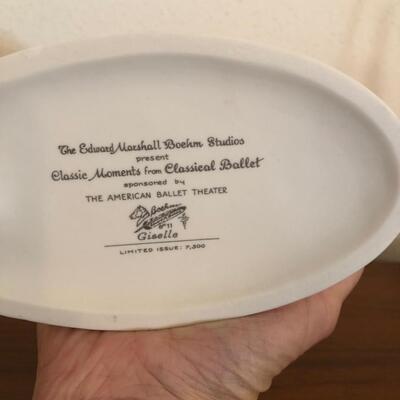 The Edward Marshall Boehm Studios
present
Classic Moments from Classical Ballet
sponsored by
THE AMERICAN BALLET THEATER
Boehm
Giselle
LIMITED ISSUE: 7,500